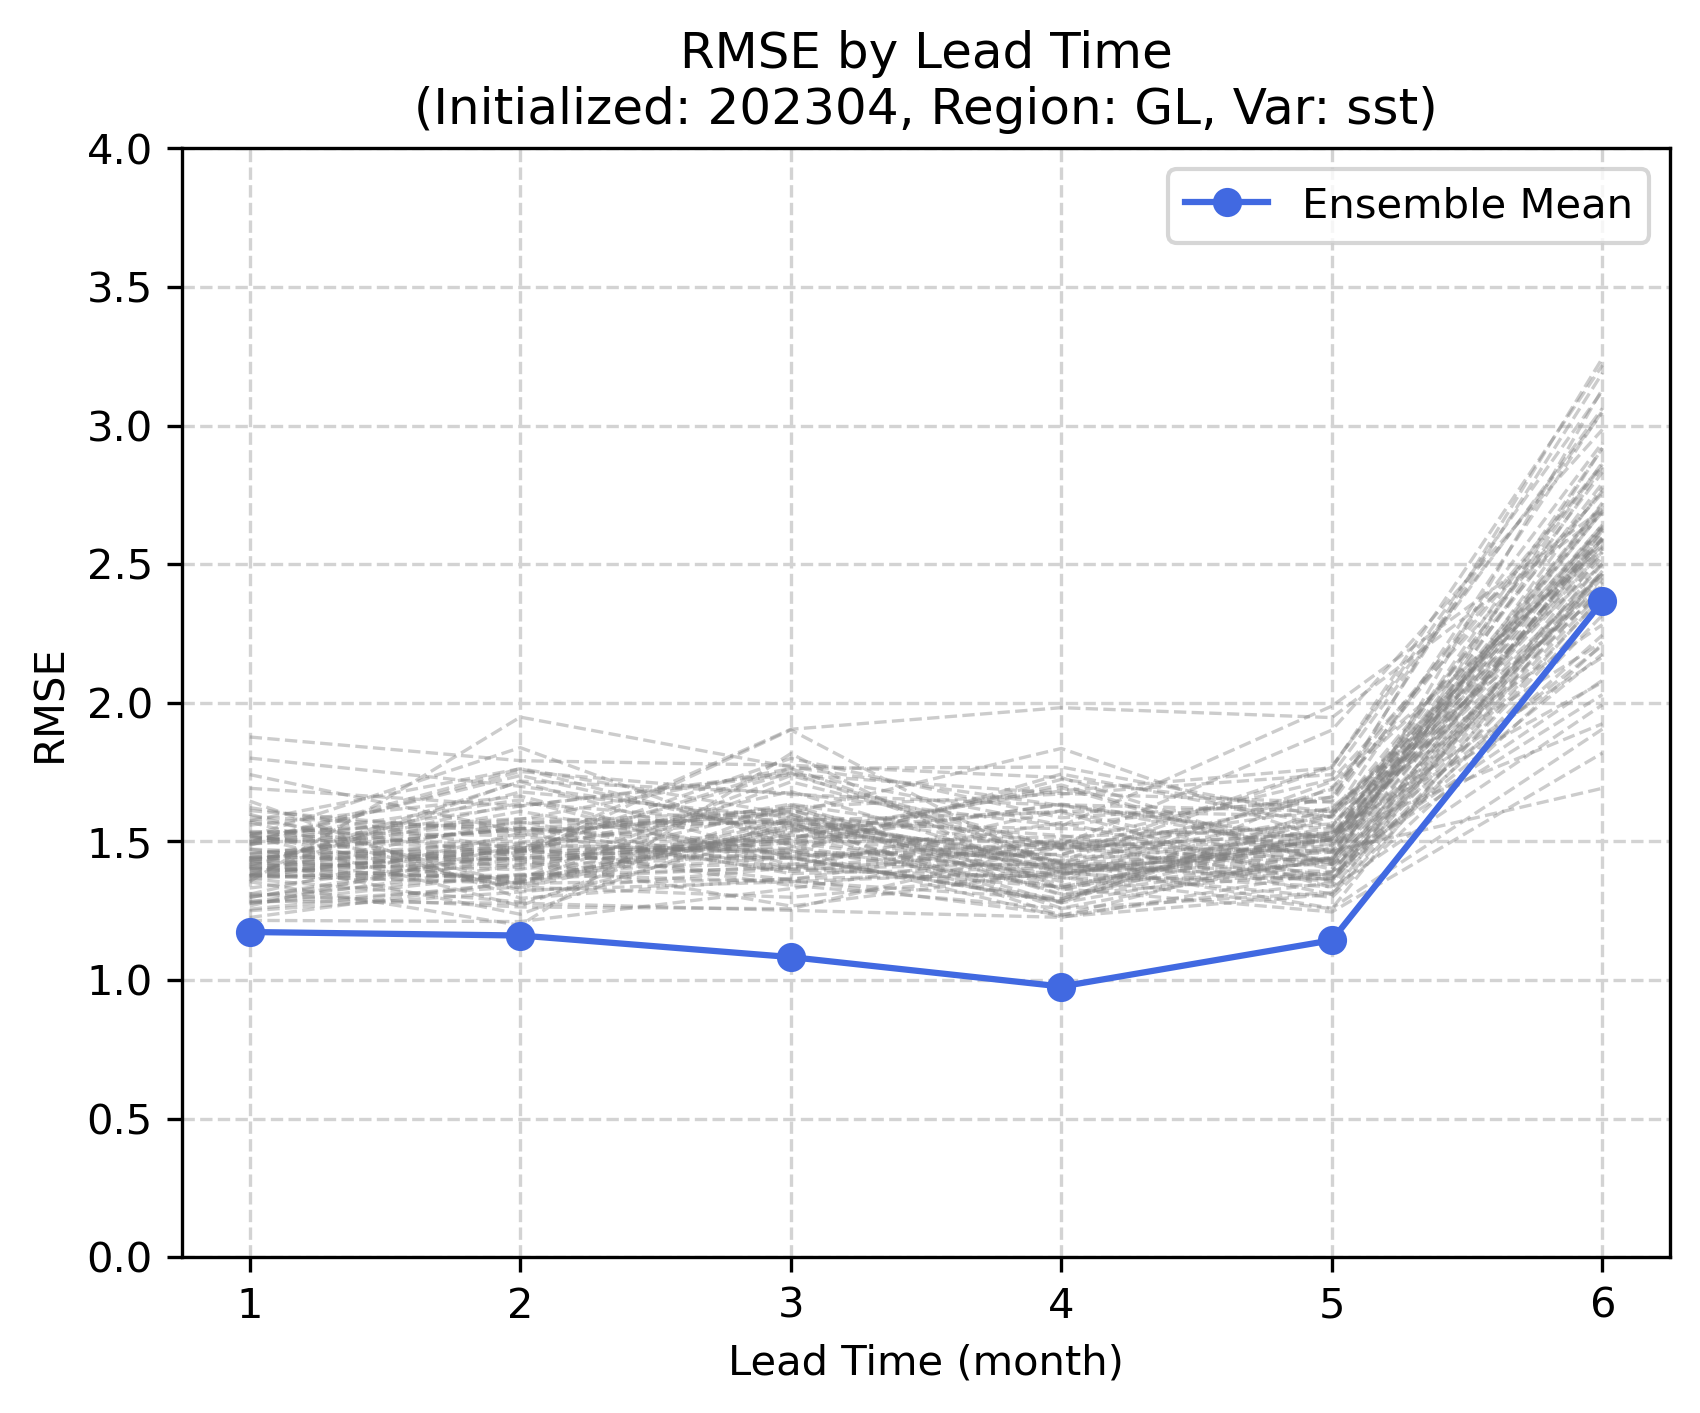 RMSE by Lead Time
(Initialized: 202304, Region: GL, Var: sst)
Ensemble Mean
4.0
3.5
3.0
2.5
2.0
1.5
1.0
0.5
0.0
RMSE
1 2 3 4 5 6
Lead Time (month)